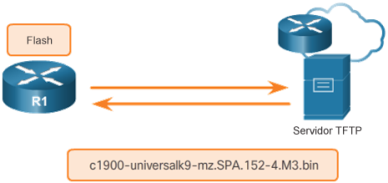 Flash
R1
Servidor TFTP
c1900-universalk9-mz.SPA.152-4.M3.bin